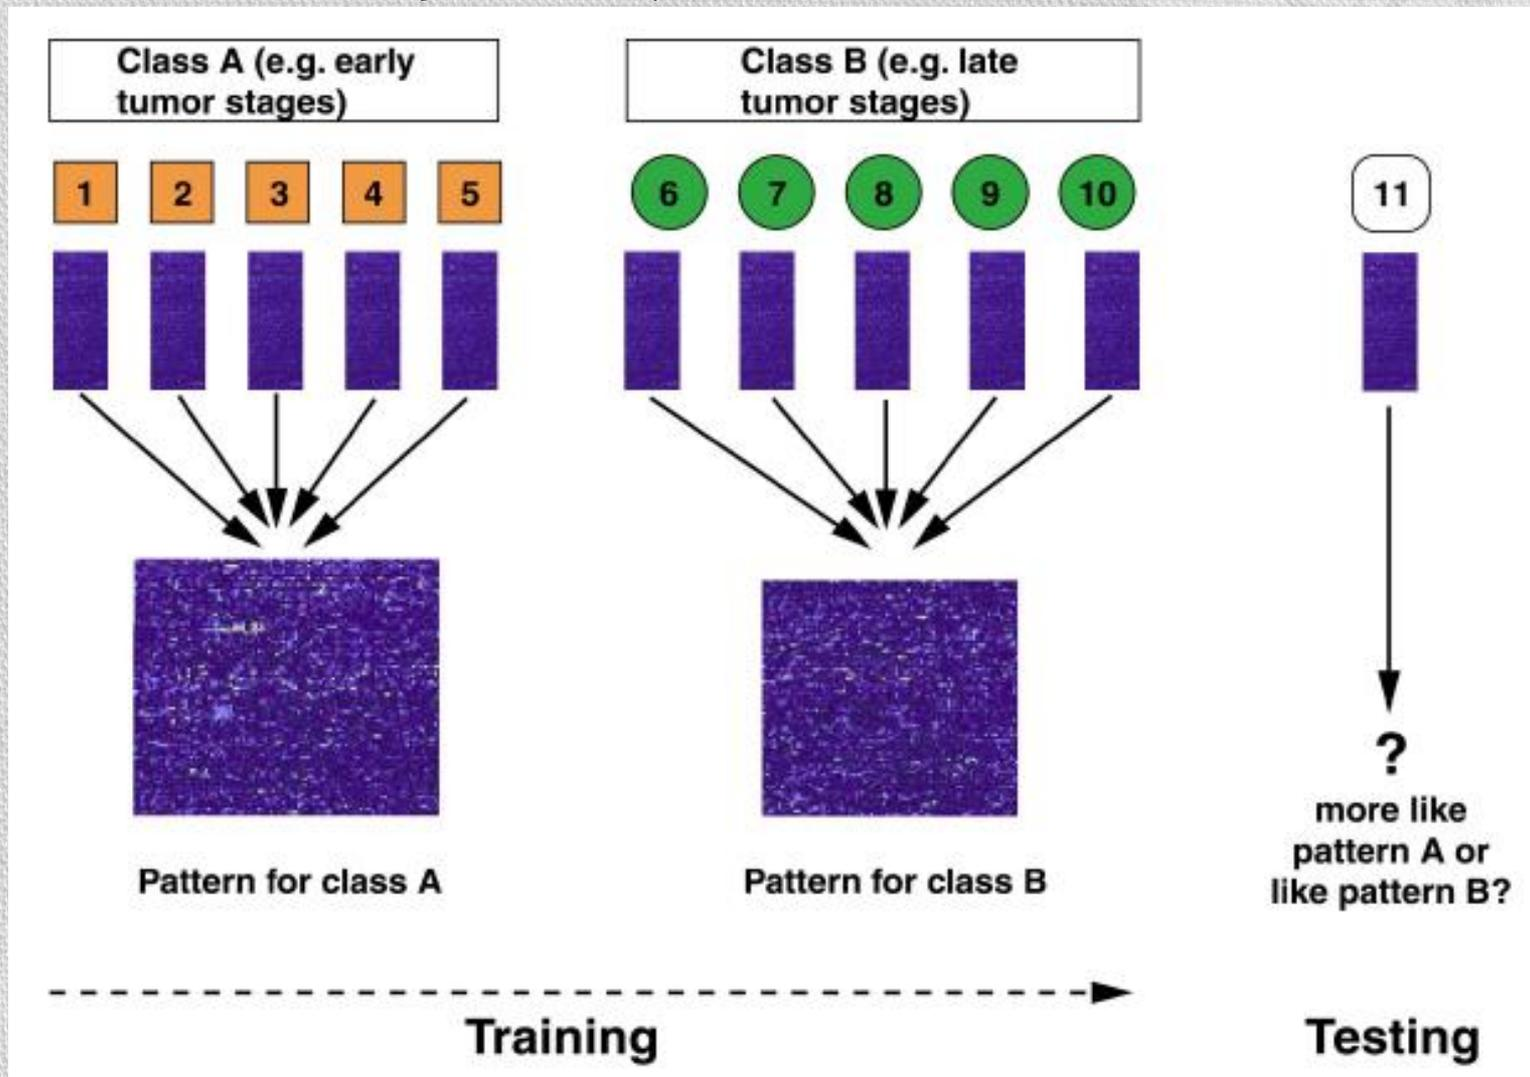 Class A (e.g. early
tumor stages)
Class B (e.g. late
tumor stages)
1 2 3 4 5 6 7 8 9 10 11
?
more like
pattern A or
like pattern B?
Pattern for class A
Pattern for class B
Training
Testing